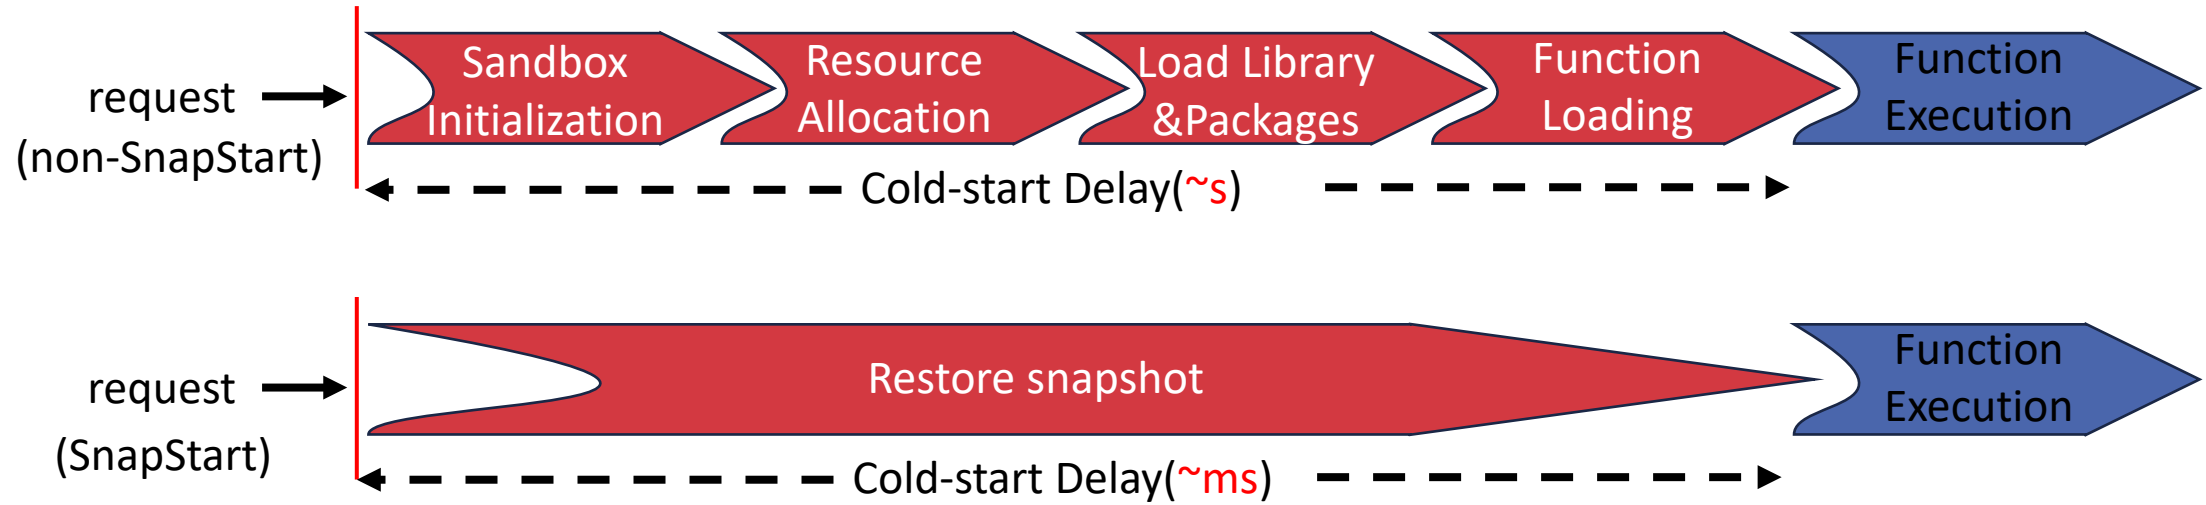 request
(non-SnapStart)
Sandbox
Initialization
Resource
Allocation
Load Library
&Packages
Function
Loading
Function
Execution
Cold-start Delay(~s)
request
(SnapStart)
Restore snapshot
Function
Execution
Cold-start Delay(~ms)